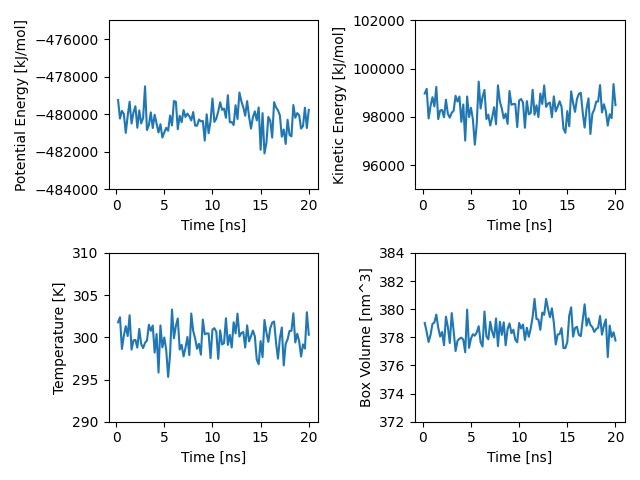 Potential Energy [kJ/mol]
−476000
−478000
−480000
−482000
−484000
0 5 10 15 20
Time [ns]
Kinetic Energy [kJ/mol]
102000
100000
98000
96000
0 5 10 15 20
Time [ns]
Temperature [K]
310
305
300
295
290
0 5 10 15 20
Time [ns]
Box Volume [nm^3]
384
382
380
378
376
374
372
0 5 10 15 20
Time [ns]